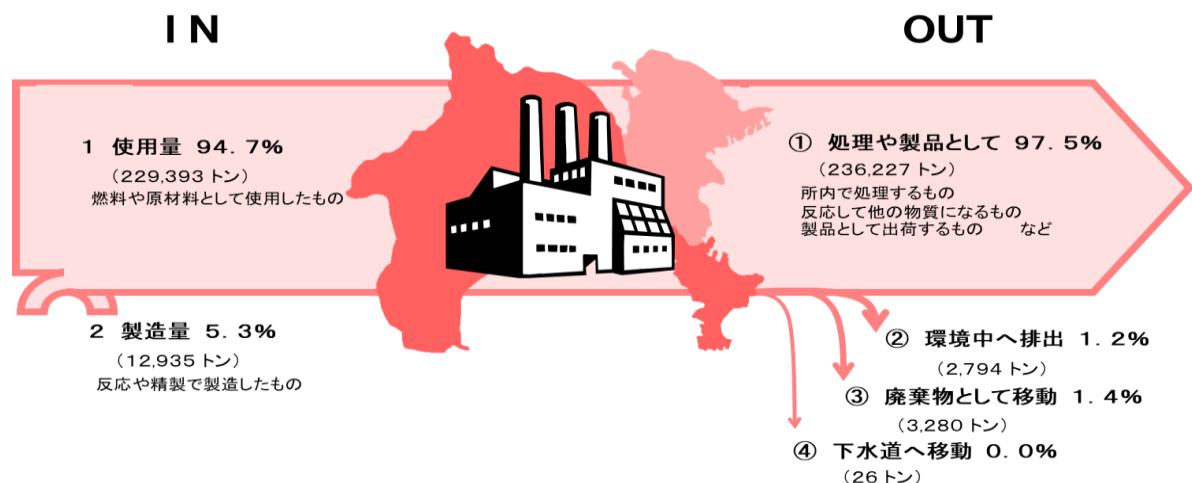 IN
OUT
1 使用量 94.7%
(229,393 トン)
燃料や原材料として使用したもの
2 製造量 5.3%
(12,935 トン)
反応や精製で製造したもの
① 処理や製品として 97.5%
(236,227 トン)
所内で処理するもの
反応して他の物質になるもの
製品として出荷するもの など
② 環境中へ排出 1.2%
(2,794 トン)
③ 廃棄物として移動 1.4%
(3,280 トン)
④ 下水道へ移動 0.0%
(26 トン)